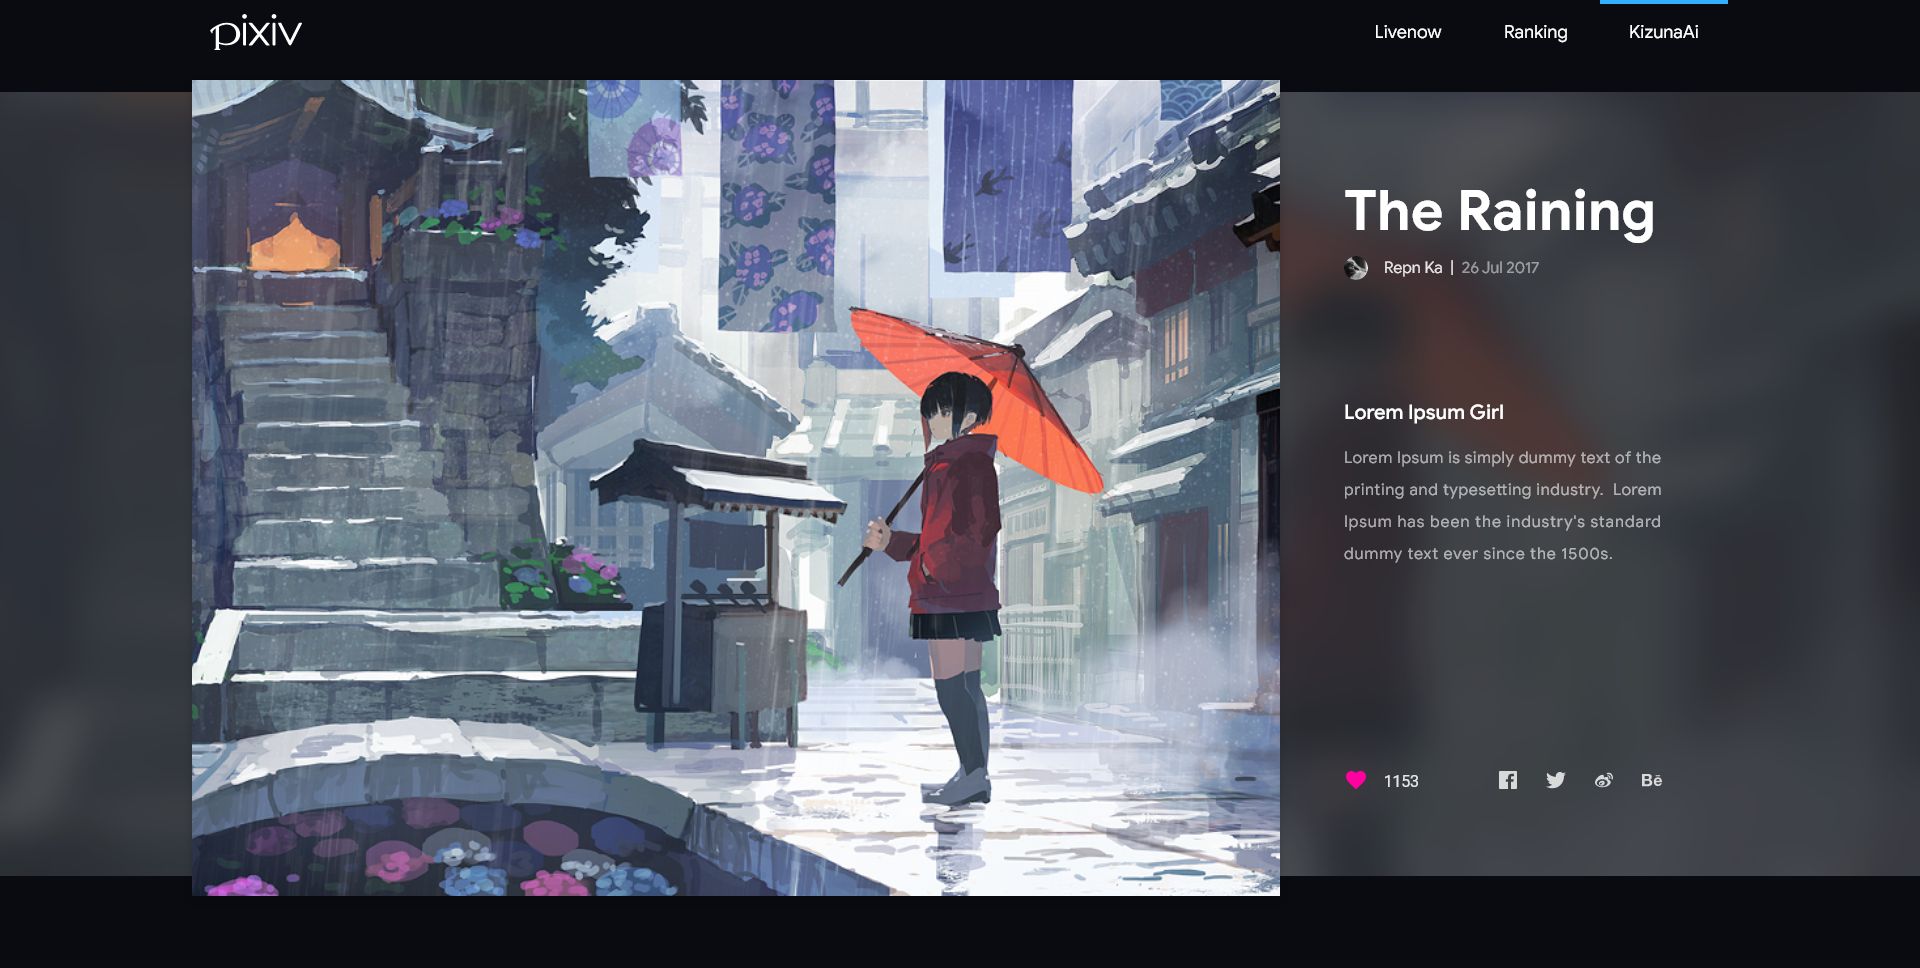 pixiv
Livenow
Ranking
KizunaAi
The Raining
Repn Ka | 26 Jul 2017
Lorem Ipsum Girl
Lorem Ipsum is simply dummy text of the
printing and typesetting industry. Lorem
Ipsum has been the industry's standard
dummy text ever since the 1500s.
1153
Bē